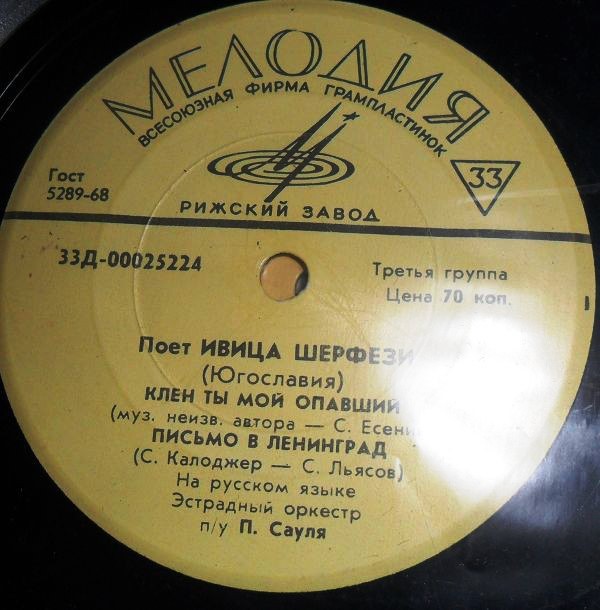 МЕЛОДИЯ
ВСЕСОЮЗНАЯ ФИРМА ГРАМПЛАСТИНОК
33
Гост
5289-68
РИЖСКИЙ ЗАВОД
33Д-00025224
Третья группа
Цена 70 коп.
Поет ИВИЦА ШЕРФЕЗИ
(Югославия)
КЛЕН ТЫ МОЙ ОПАВШИЙ
(муз. неизв. автора — С.
ПИСЬМО В ЛЕНИНГРАД
(С. Калоджер — С. Льясов)
На русском языке
Эстрадный оркестр
п/у П. Сауля